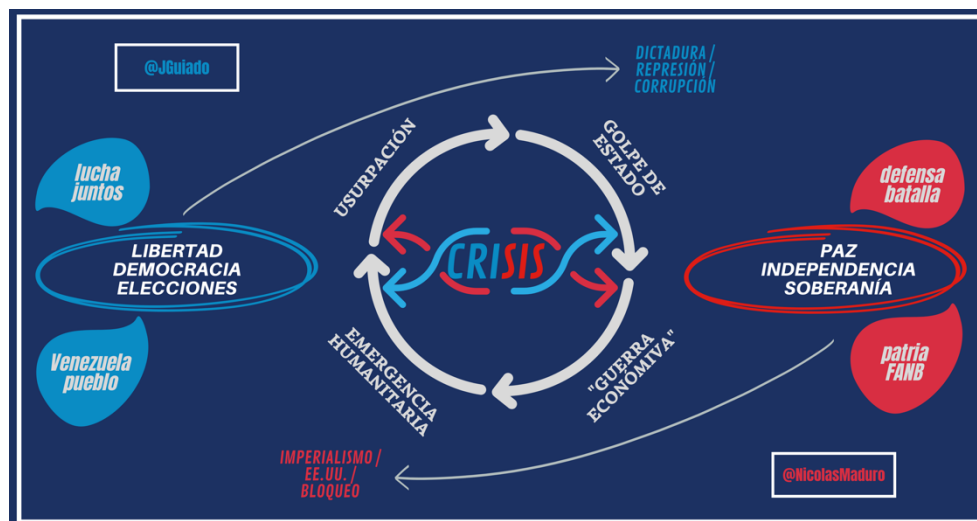 @JGuiado
DICTADURA /
REPRESIÓN /
CORRUPCIÓN
lucha
juntos
LIBERTAD
DEMOCRACIA
ELECCIONES
Venezuela
pueblo
USURPACIÓN
GOLPE DE
ESTADO
CRISIS
EMERGENCIA
HUMANITARIA
"GUERRA
ECONÓMIVA"
defensa
batalla
PAZ
INDEPENDENCIA
SOBERANÍA
patria
FANB
IMPERIALISMO /
EE.UU. /
BLOQUEO
@NicolasMaduro